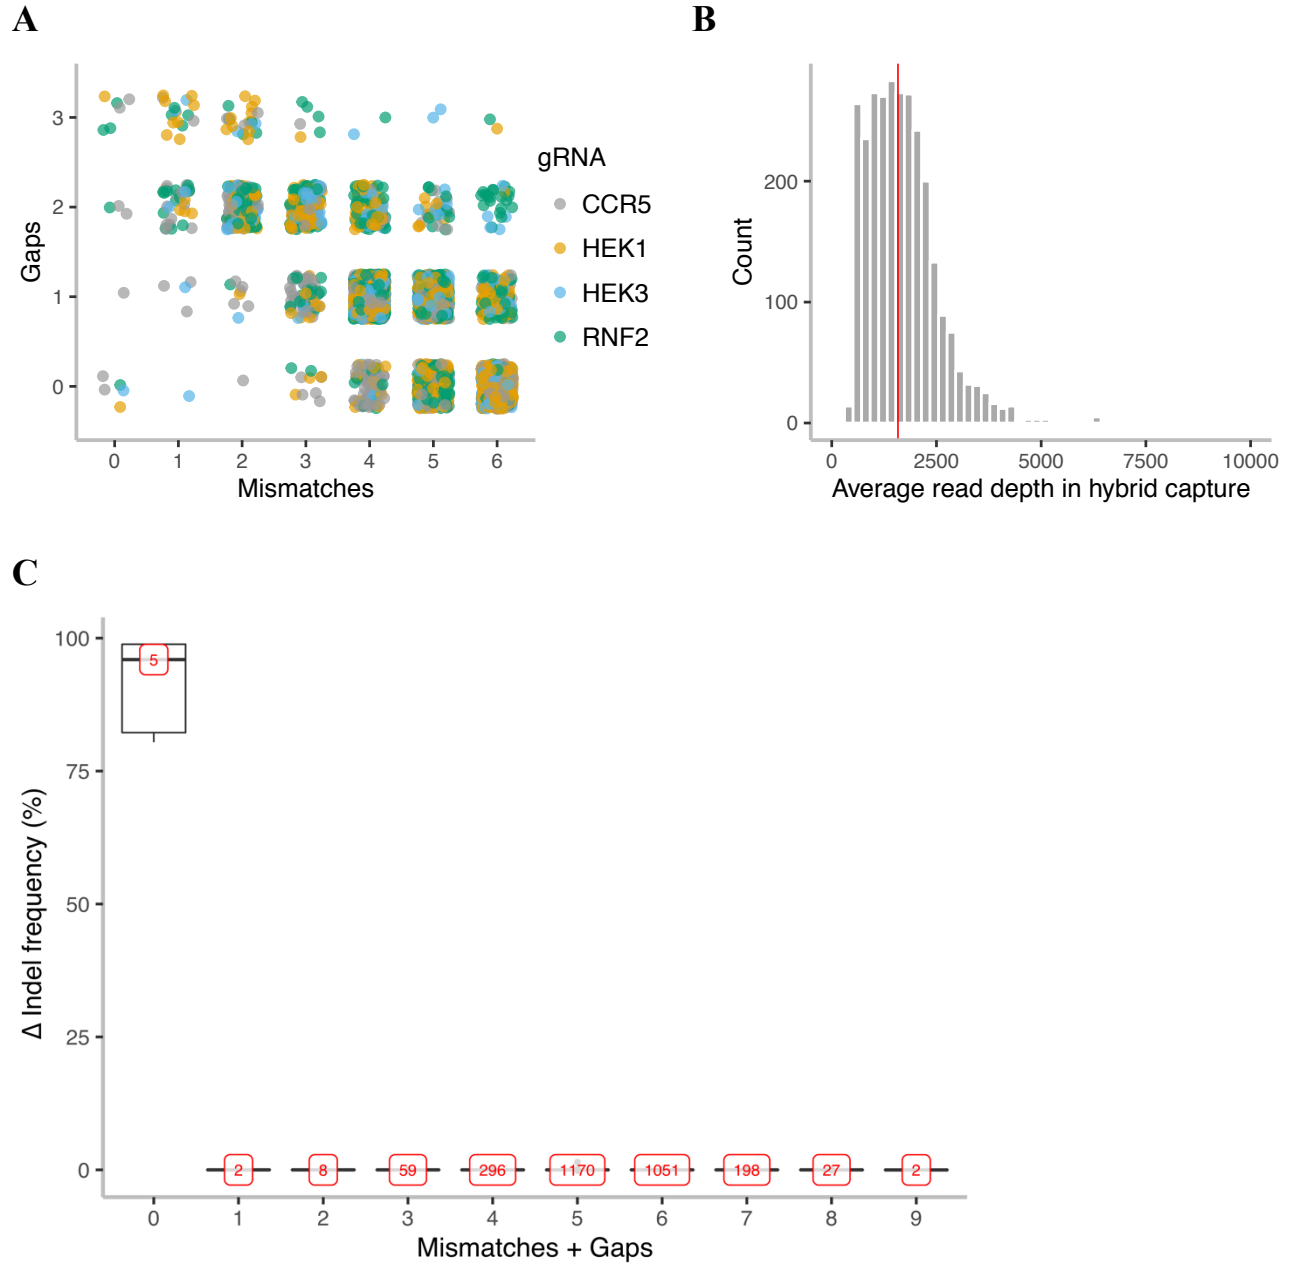 A
3
2
1
0
Gaps
0 1 2 3 4 5 6
Mismatches
gRNA
CCR5
HEK1
HEK3
RNF2
B
200
100
0
Count
0 2500 5000 7500 10000
Average read depth in hybrid capture
C
100
75
50
25
0
Δ Indel frequency (%)
5
2 8 59 296 1170 1051 198 27 2
0 1 2 3 4 5 6 7 8 9
Mismatches + Gaps